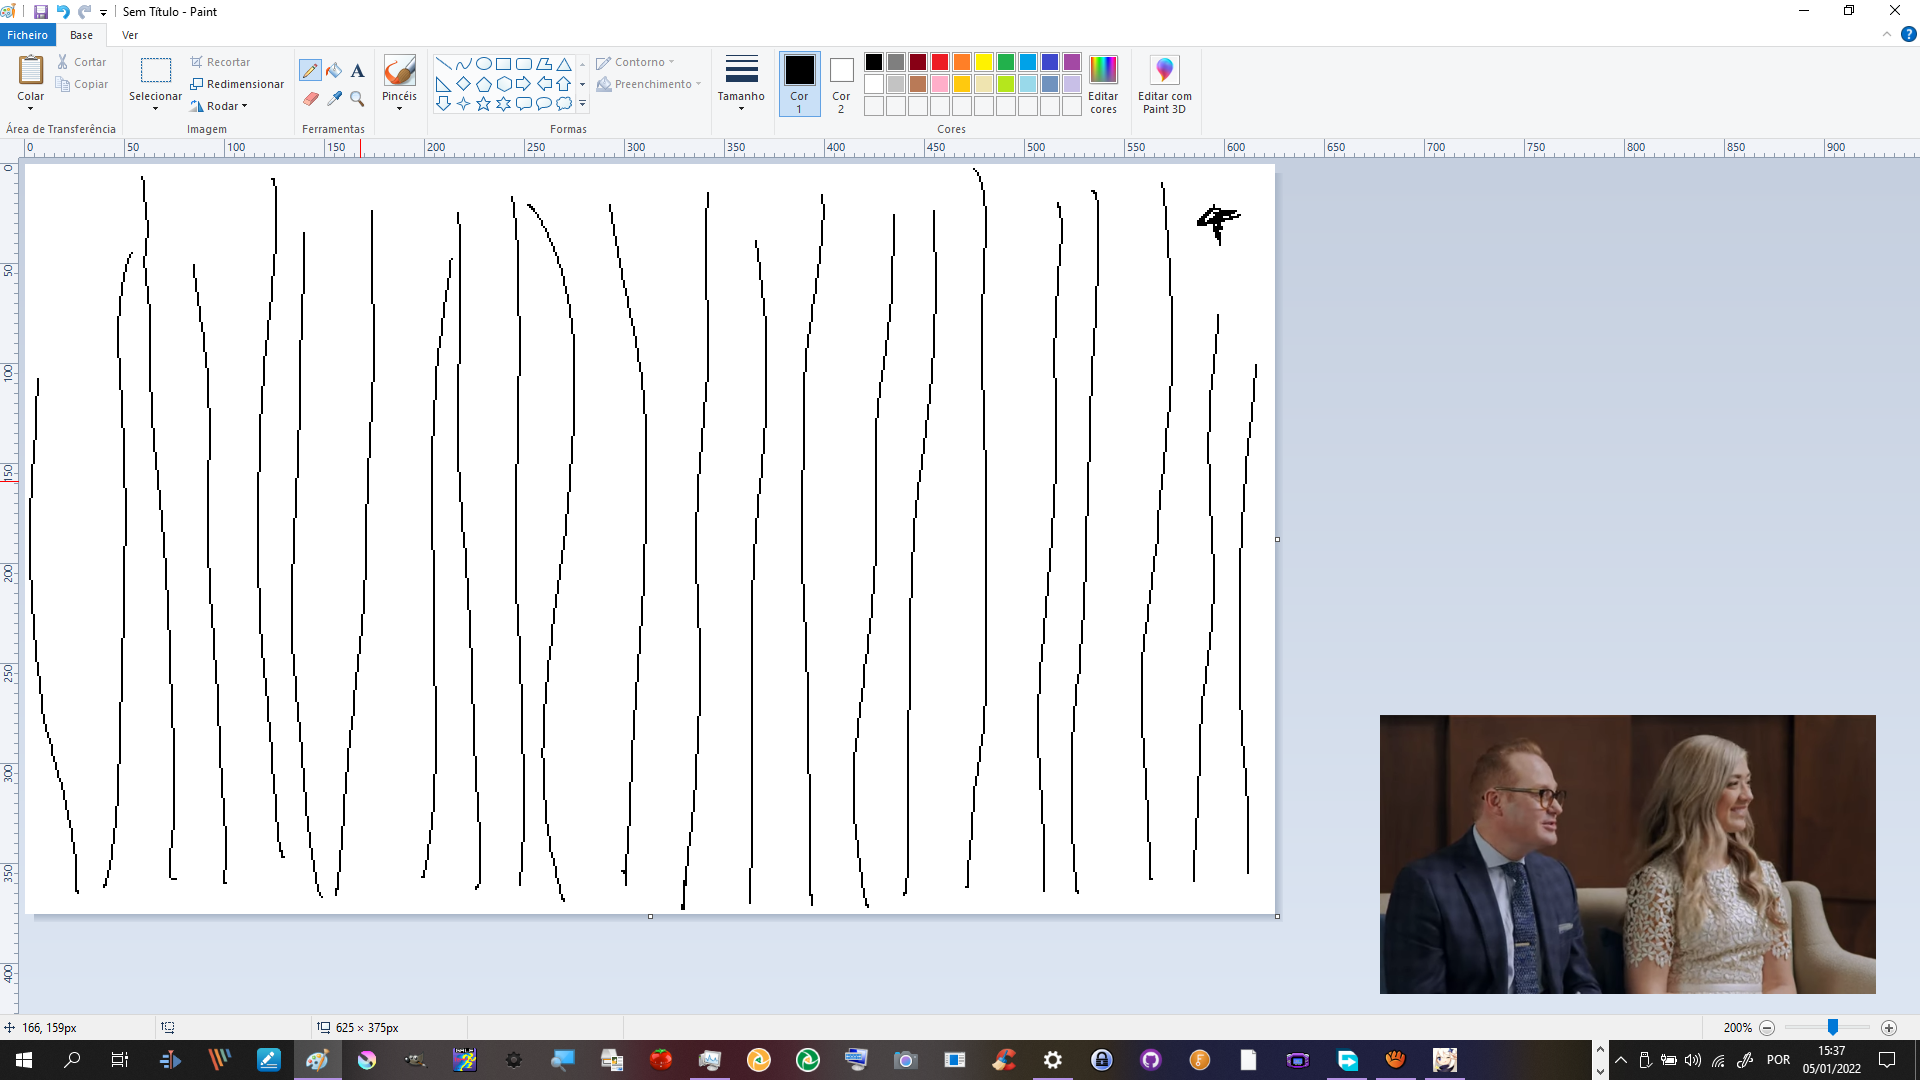 Sem Título - Paint
Ficheiro Base Ver
Colar
Cortar
Copiar
Área de Transferência
Selecionar
Recortar
Redimensionar
Rodar
Imagem
A
Ferramentas
Pincéis
Contorno
Preenchimento
Formas
Tamanho
Cor
1
Cor
2
Editar
cores
Cores
Editar com
Paint 3D
0 50 100 150 200 250 300 350 400 450 500 550 600 650 700 750 800 850 900
0
50
100
150
200
250
300
350
400
166, 159px
625 × 375px
200%
POR
15:37
05/01/2022